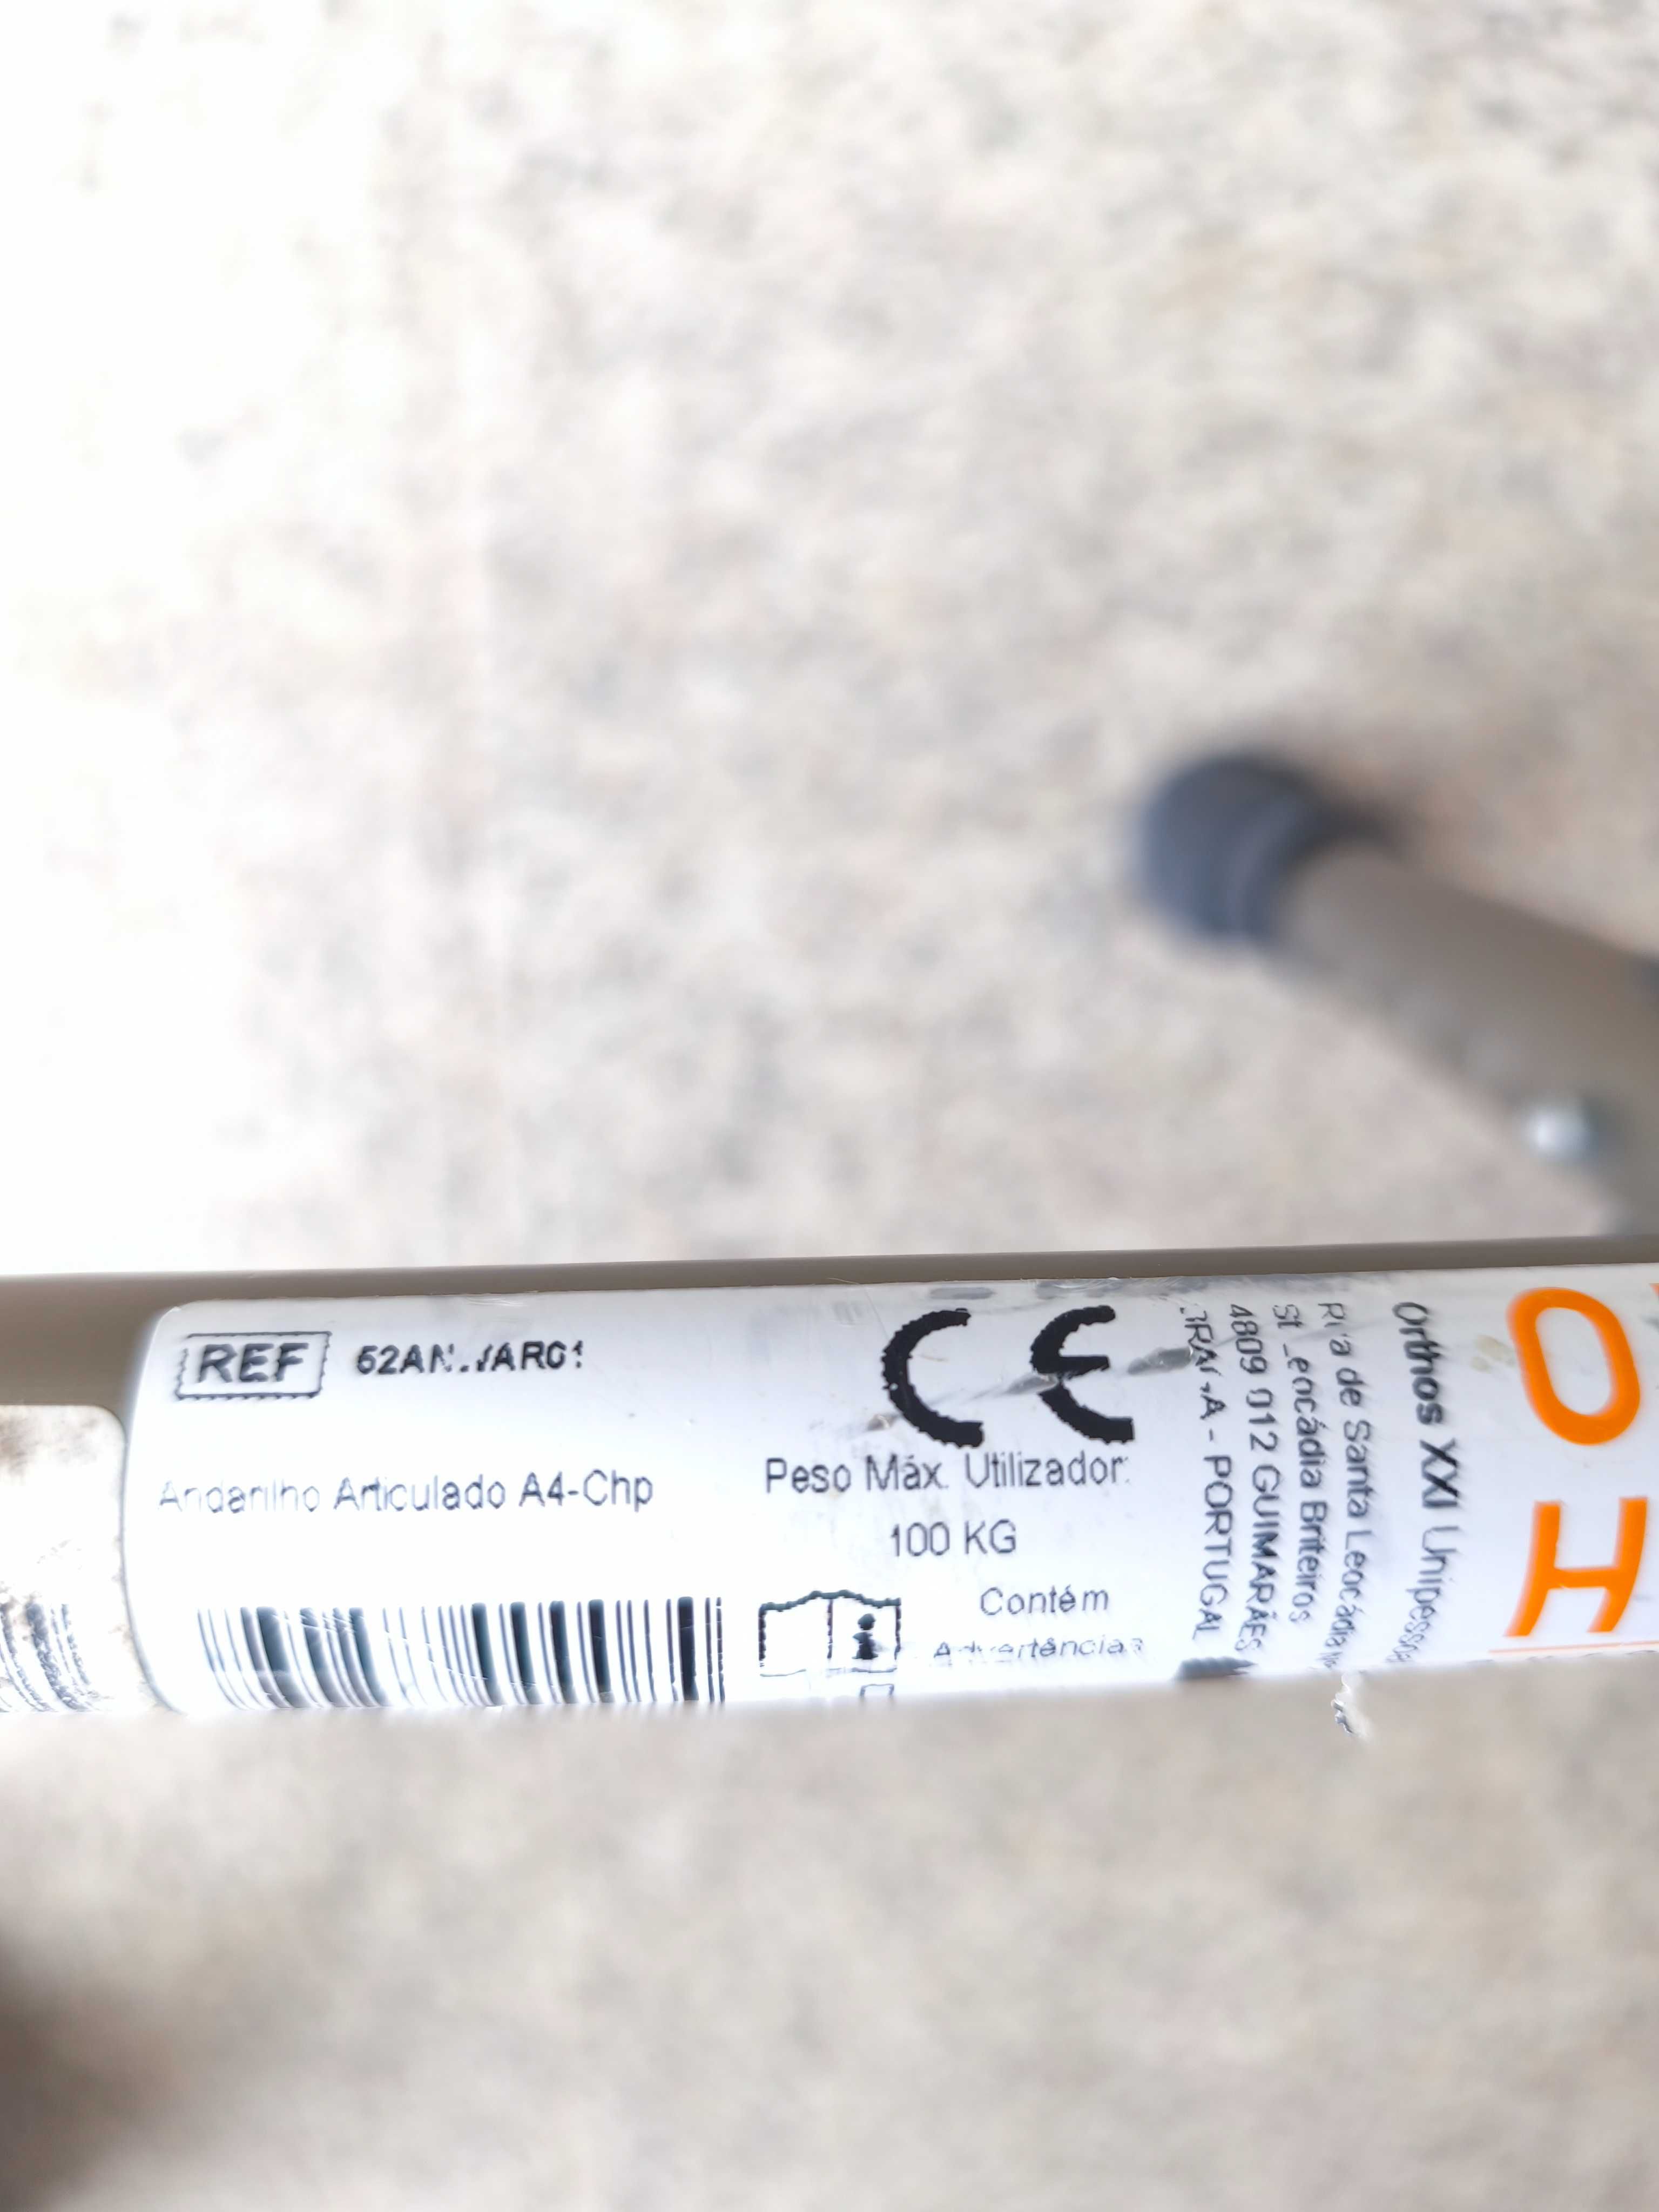 REF
Andarilho Articulado A4-Chp
CE
Peso Máx. Utilizador:
100 KG
Contém
Advertências
Orthos XXI
Rua de Santa Leocádia
St Leocádia Briteiros
4809 012 GUIMARÃES
PORTUGAL
O
H